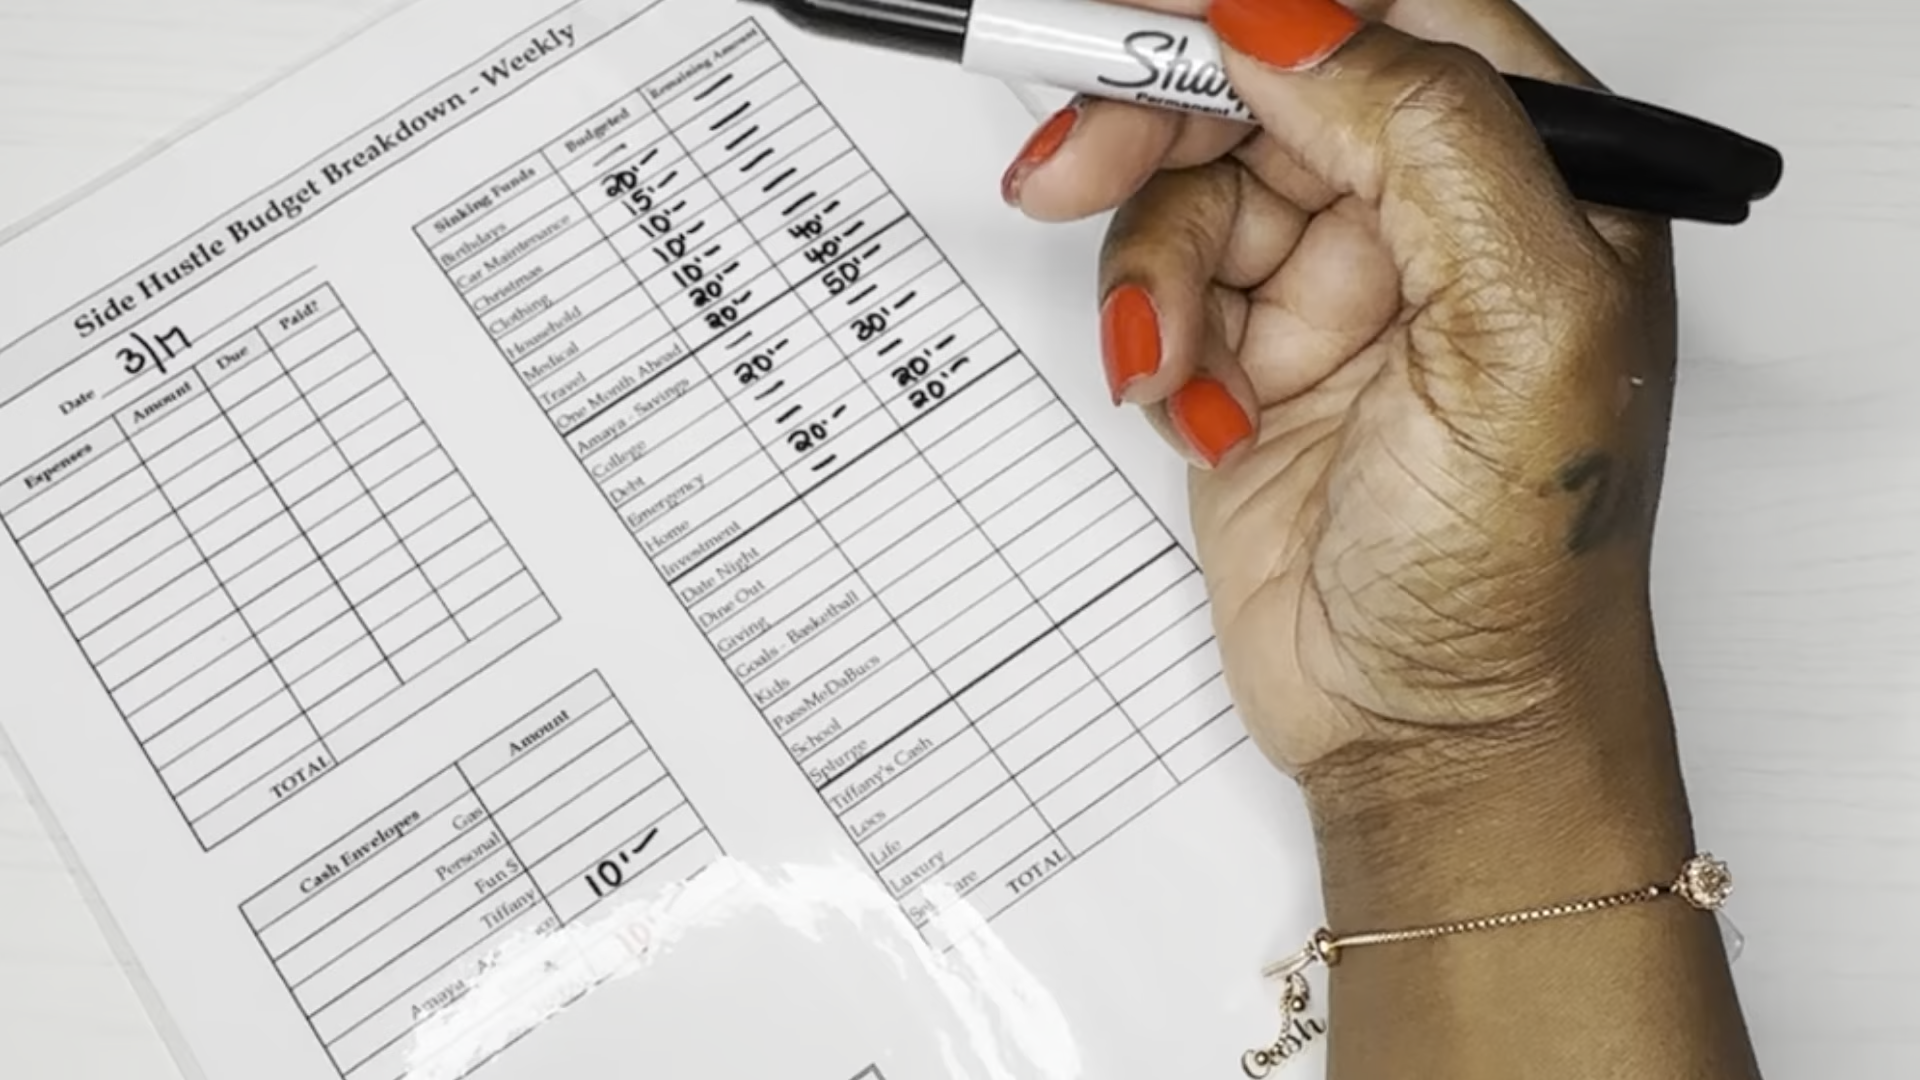 Side Hustle Budget Breakdown - Weekly
Date 3/17
Expenses Amount Due Paid?
TOTAL
Cash Envelopes Amount
Gas
Personal
Fun $
Tiffany 10.-
Amaya
Sinking Funds Budgeted Remaining Amount
Birthdays — —
Car Maintenance 20.- —
Christmas 15.- —
Clothing 10.- —
Household 10.- —
Medical 10.- —
Travel 20.- 40.-
One Month Ahead 20.- 40.-
Amaya - Savings — 50.-
College 20.- —
Debt — 30.-
Emergency — —
Home 20.- 20.-
Investment — 20.-
Date Night
Dine Out
Giving
Goals - Basketball
Kids
PassMeDaBucs
School
Splurge
Tiffany's Cash
Locs
Life
Luxury
TOTAL
Permanent
Cash